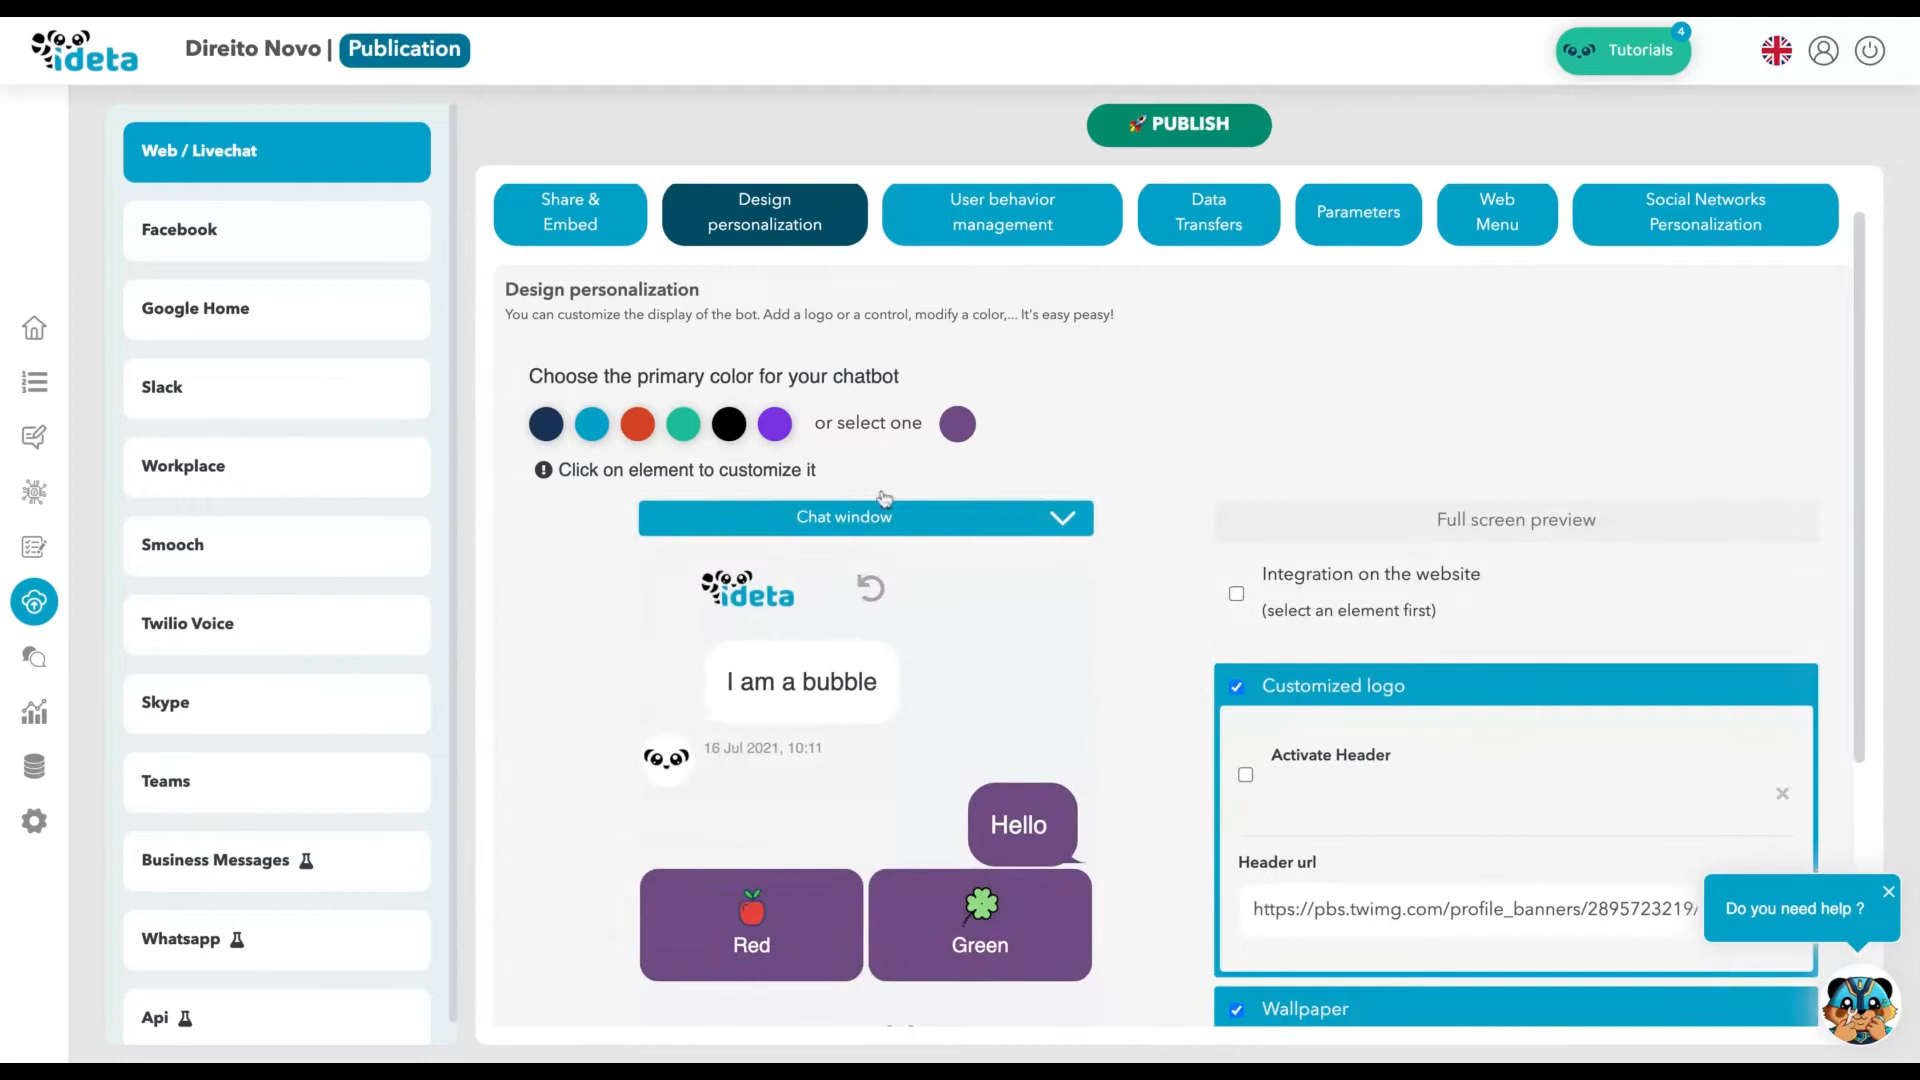 ideta
Direito Novo | Publication
Tutorials
4
Web / Livechat
Facebook
Google Home
Slack
Workplace
Smooch
Twilio Voice
Skype
Teams
Business Messages
Whatsapp
Api
PUBLISH
Share &
Embed
Design
personalization
User behavior
management
Data
Transfers
Parameters
Web
Menu
Social Networks
Personalization
Design personalization
You can customize the display of the bot. Add a logo or a control, modify a color,... It's easy peasy!
Choose the primary color for your chatbot
or select one
Click on element to customize it
Chat window
ideta
I am a bubble
16 Jul 2021, 10:11
Hello
Red
Green
Full screen preview
Integration on the website
(select an element first)
Customized logo
Activate Header
Header url
https://pbs.twimg.com/profile_banners/2895723219/
Wallpaper
Do you need help ?